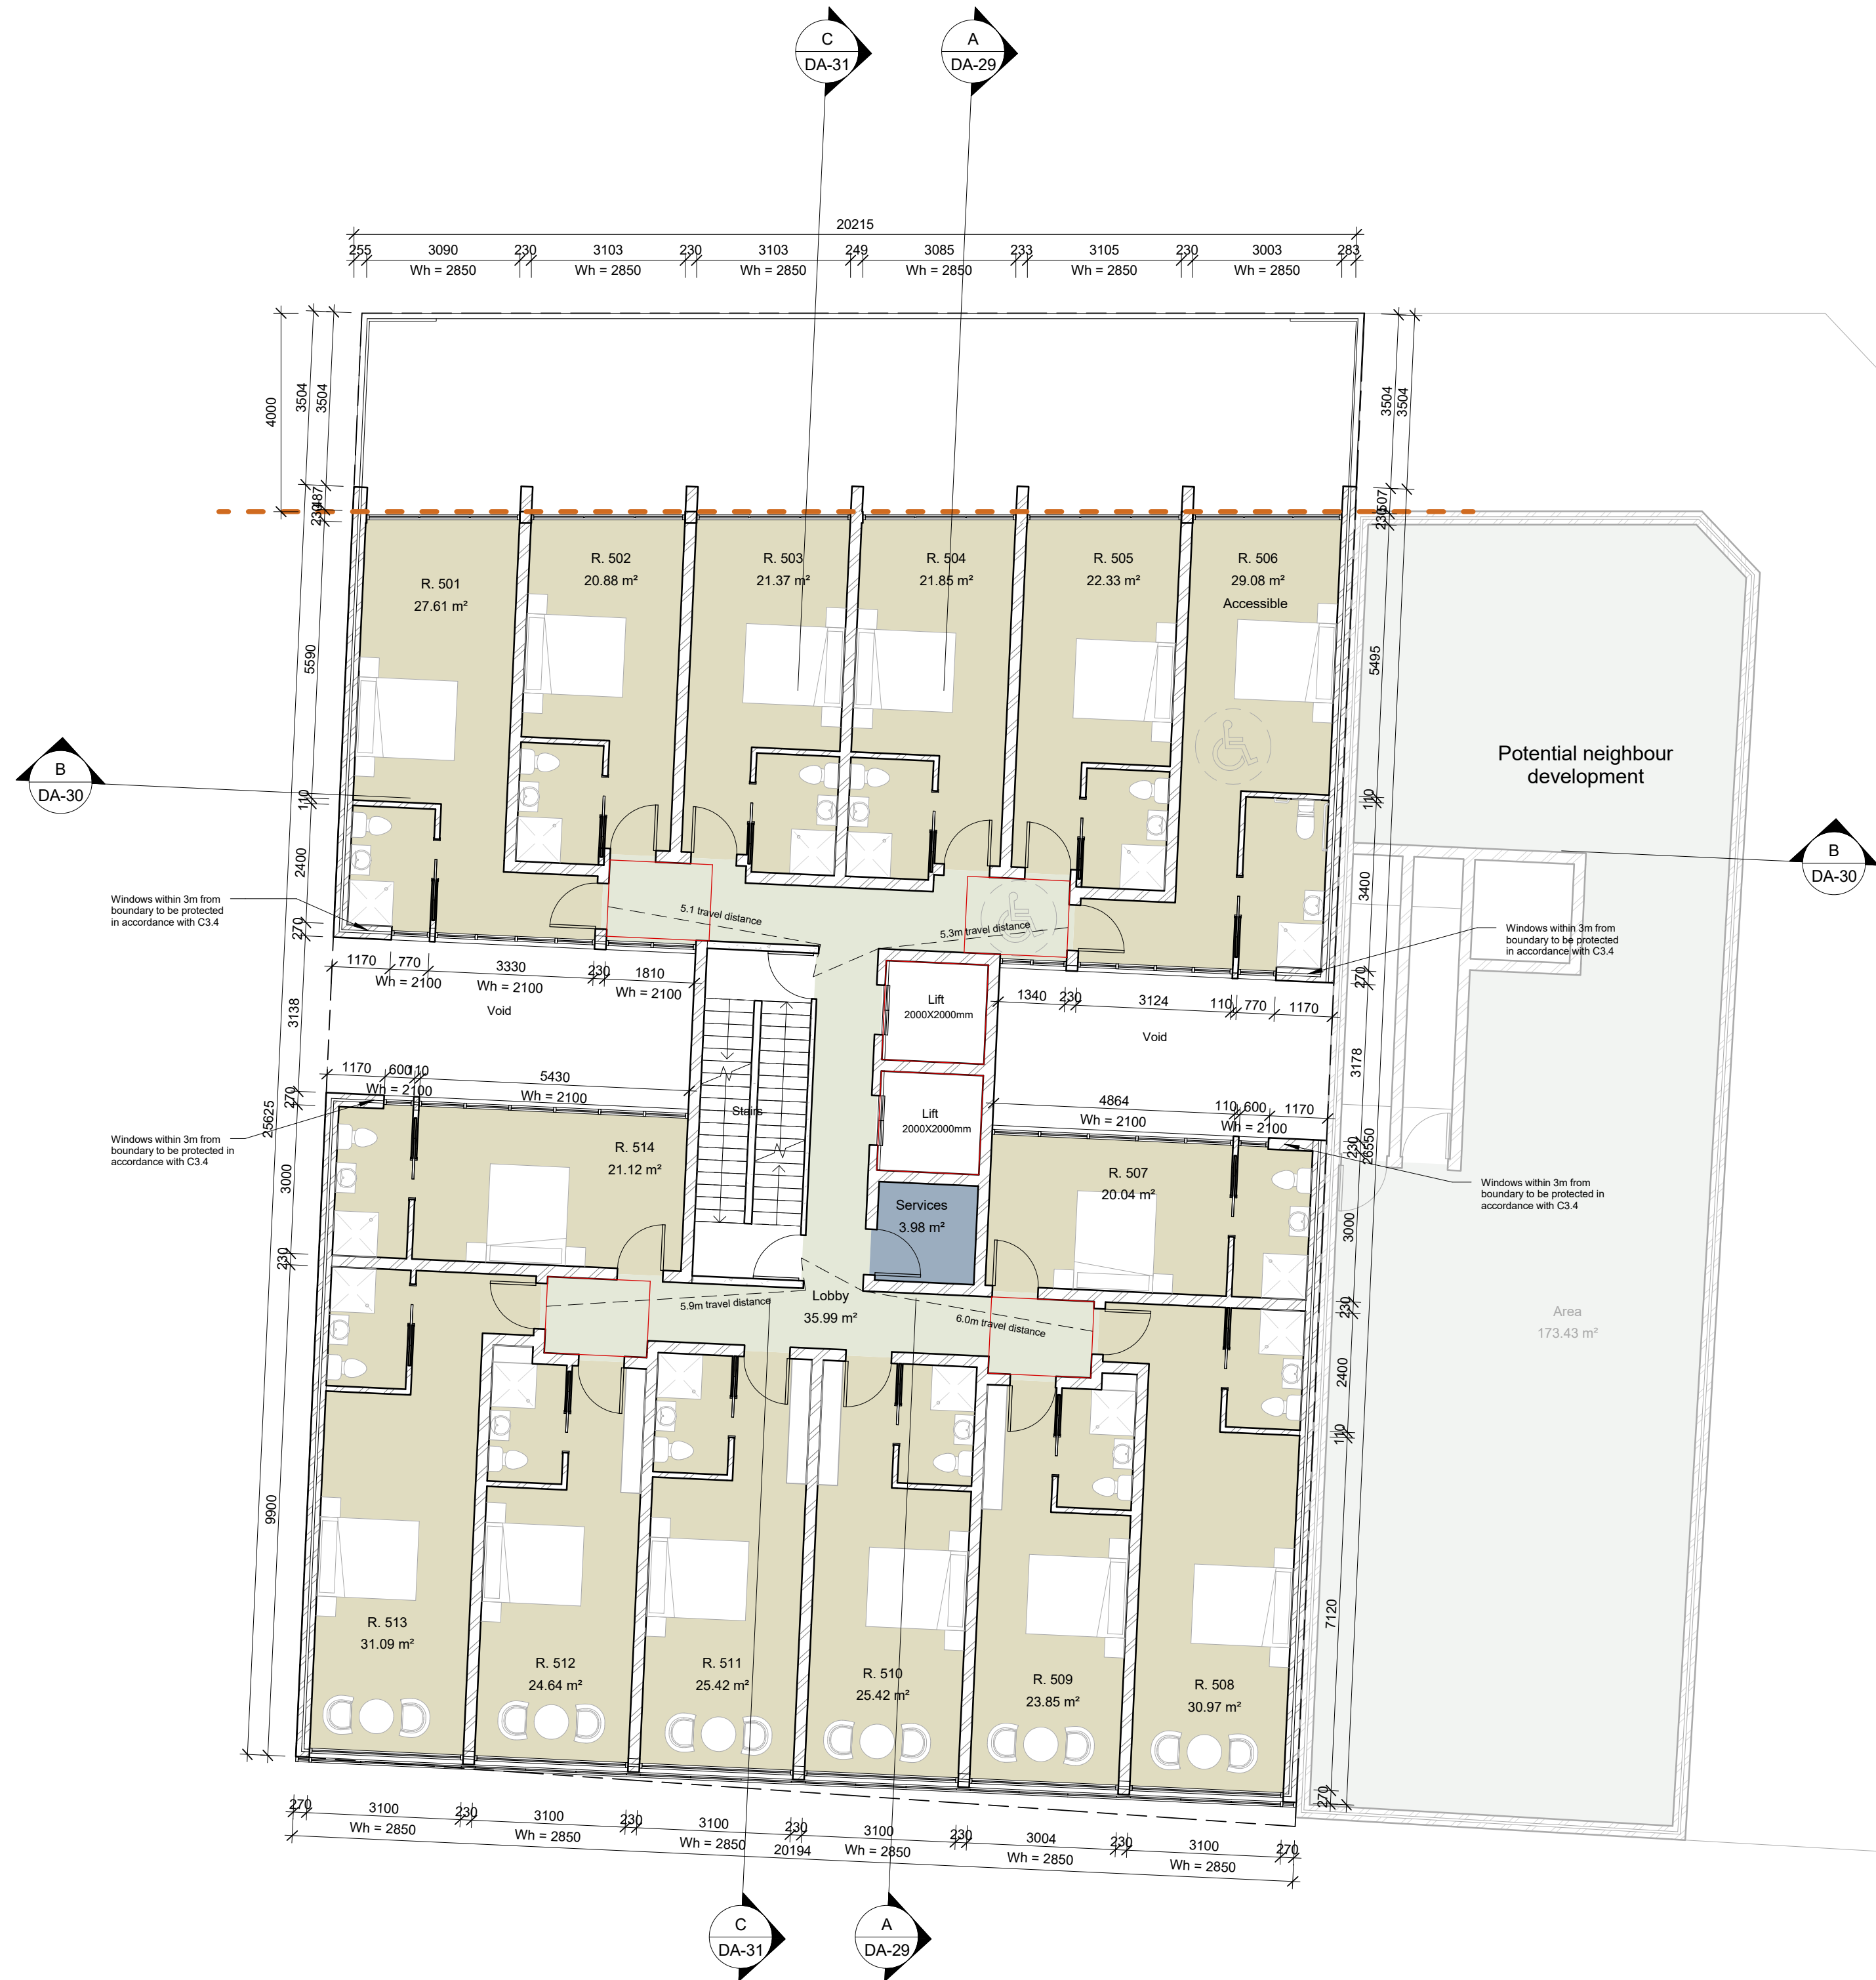 C
DA-31
A
DA-29
20215
255
3090
230
3103
230
3103
249
3085
233
3105
230
3003
283
Wh = 2850
Wh = 2850
Wh = 2850
Wh = 2850
Wh = 2850
Wh = 2850
4000
3504
3504
3504
3504
487
230
507
230
R. 501
27.61 m²
R. 502
20.88 m²
R. 503
21.37 m²
R. 504
21.85 m²
R. 505
22.33 m²
R. 506
29.08 m²
Accessible
5590
5495
Potential neighbour
development
B
DA-30
B
DA-30
110
2400
270
110
3400
270
Windows within 3m from
boundary to be protected
in accordance with C3.4
5.1 travel distance
5.3m travel distance
Windows within 3m from
boundary to be protected
in accordance with C3.4
1170
770
3330
230
1810
Wh = 2100
Wh = 2100
Wh = 2100
Void
3138
Lift
2000X2000mm
1340
230
3124
110
770
1170
Void
3178
1170
600
110
5430
Wh = 2100
Wh = 2100
270
25625
Stairs
Lift
2000X2000mm
4864
110
600
1170
Wh = 2100
Wh = 2100
230
26550
Windows within 3m from
boundary to be protected in
accordance with C3.4
R. 514
21.12 m²
R. 507
20.04 m²
Windows within 3m from
boundary to be protected in
accordance with C3.4
3000
230
Services
3.98 m²
3000
230
5.9m travel distance
Lobby
35.99 m²
6.0m travel distance
Area
173.43 m²
2400
110
9900
7120
270
R. 513
31.09 m²
R. 512
24.64 m²
R. 511
25.42 m²
R. 510
25.42 m²
R. 509
23.85 m²
R. 508
30.97 m²
270
3100
230
3100
230
3100
230
3100
230
3004
230
3100
270
Wh = 2850
Wh = 2850
Wh = 2850
Wh = 2850
Wh = 2850
Wh = 2850
20194
C
DA-31
A
DA-29